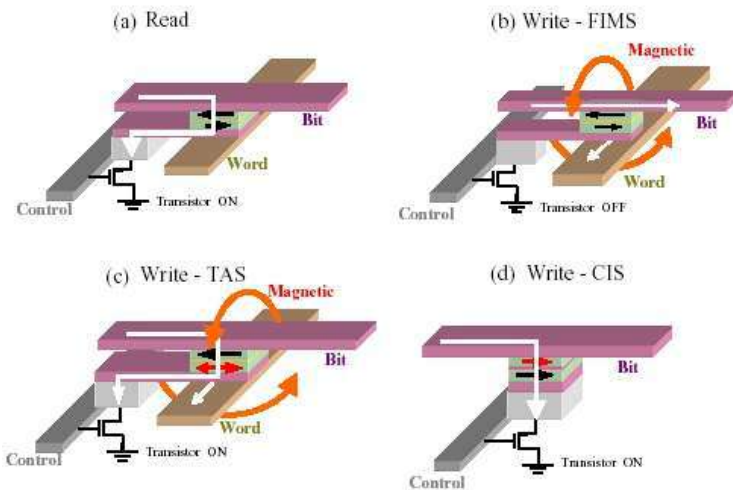 (a) Read
Bit
Word
Control
Transistor ON
(b) Write - FIMS
Magnetic
Bit
Word
Control
Transistor OFF
(c) Write - TAS
Magnetic
Bit
Word
Control
Transistor ON
(d) Write - CIS
Bit
Control
Transistor ON